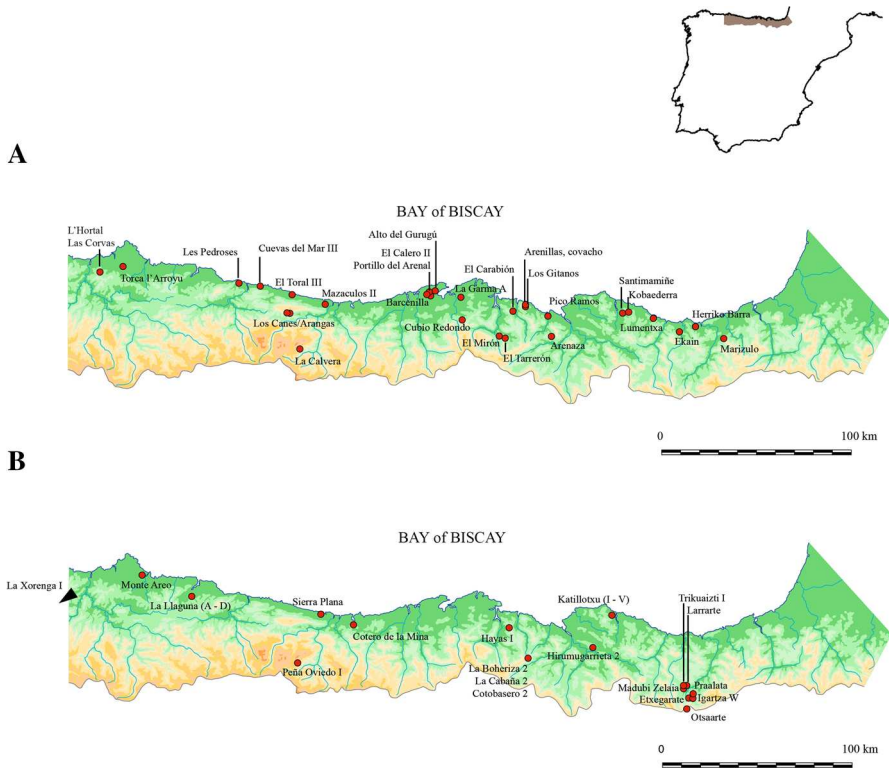 A
BAY of BISCAY
L'Hortal
Las Corvas
Torca l'Arroyu
Les Pedroses
Cuevas del Mar III
El Toral III
Mazaculos II
Los Canes/Arangas
La Calvera
Alto del Gurugú
El Calero II
Portillo del Arenal
Barcenilla
La Garma A
Cubío Redondo
El Carabión
Arenillas, covacho
Los Gitanos
Pico Ramos
El Mirón
El Tarrerón
Arenaza
Santimamiñe
Kobaederra
Lumentxa
Ekain
Herriko Barra
Marizulo
0 100 km
B
BAY of BISCAY
La Xorenga I
Monte Areo
La Llaguna (A - D)
Sierra Plana
Cotero de la Mina
Peña Oviedo I
Hayas I
La Boheriza 2
La Cabaña 2
Cotobasero 2
Katillotxu (I - V)
Hirumugarrieta 2
Trikuaizti I
Larrarte
Madubi Zelaia
Praalata
Etxegarate
Igartza W
Otsaarte
0 100 km